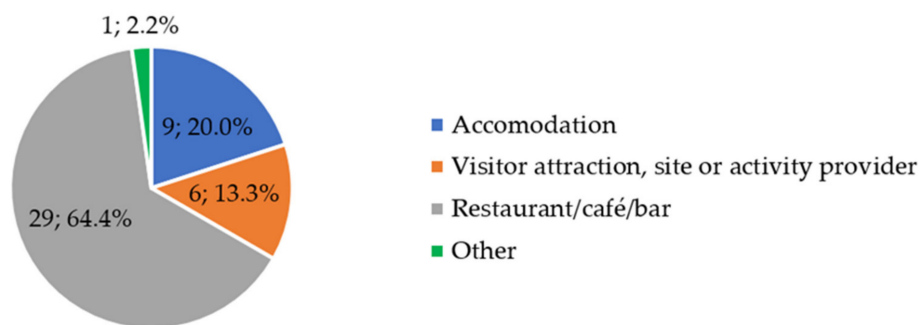 1; 2.2%
9; 20.0%
6; 13.3%
29; 64.4%
Accomodation
Visitor attraction, site or activity provider
Restaurant/café/bar
Other